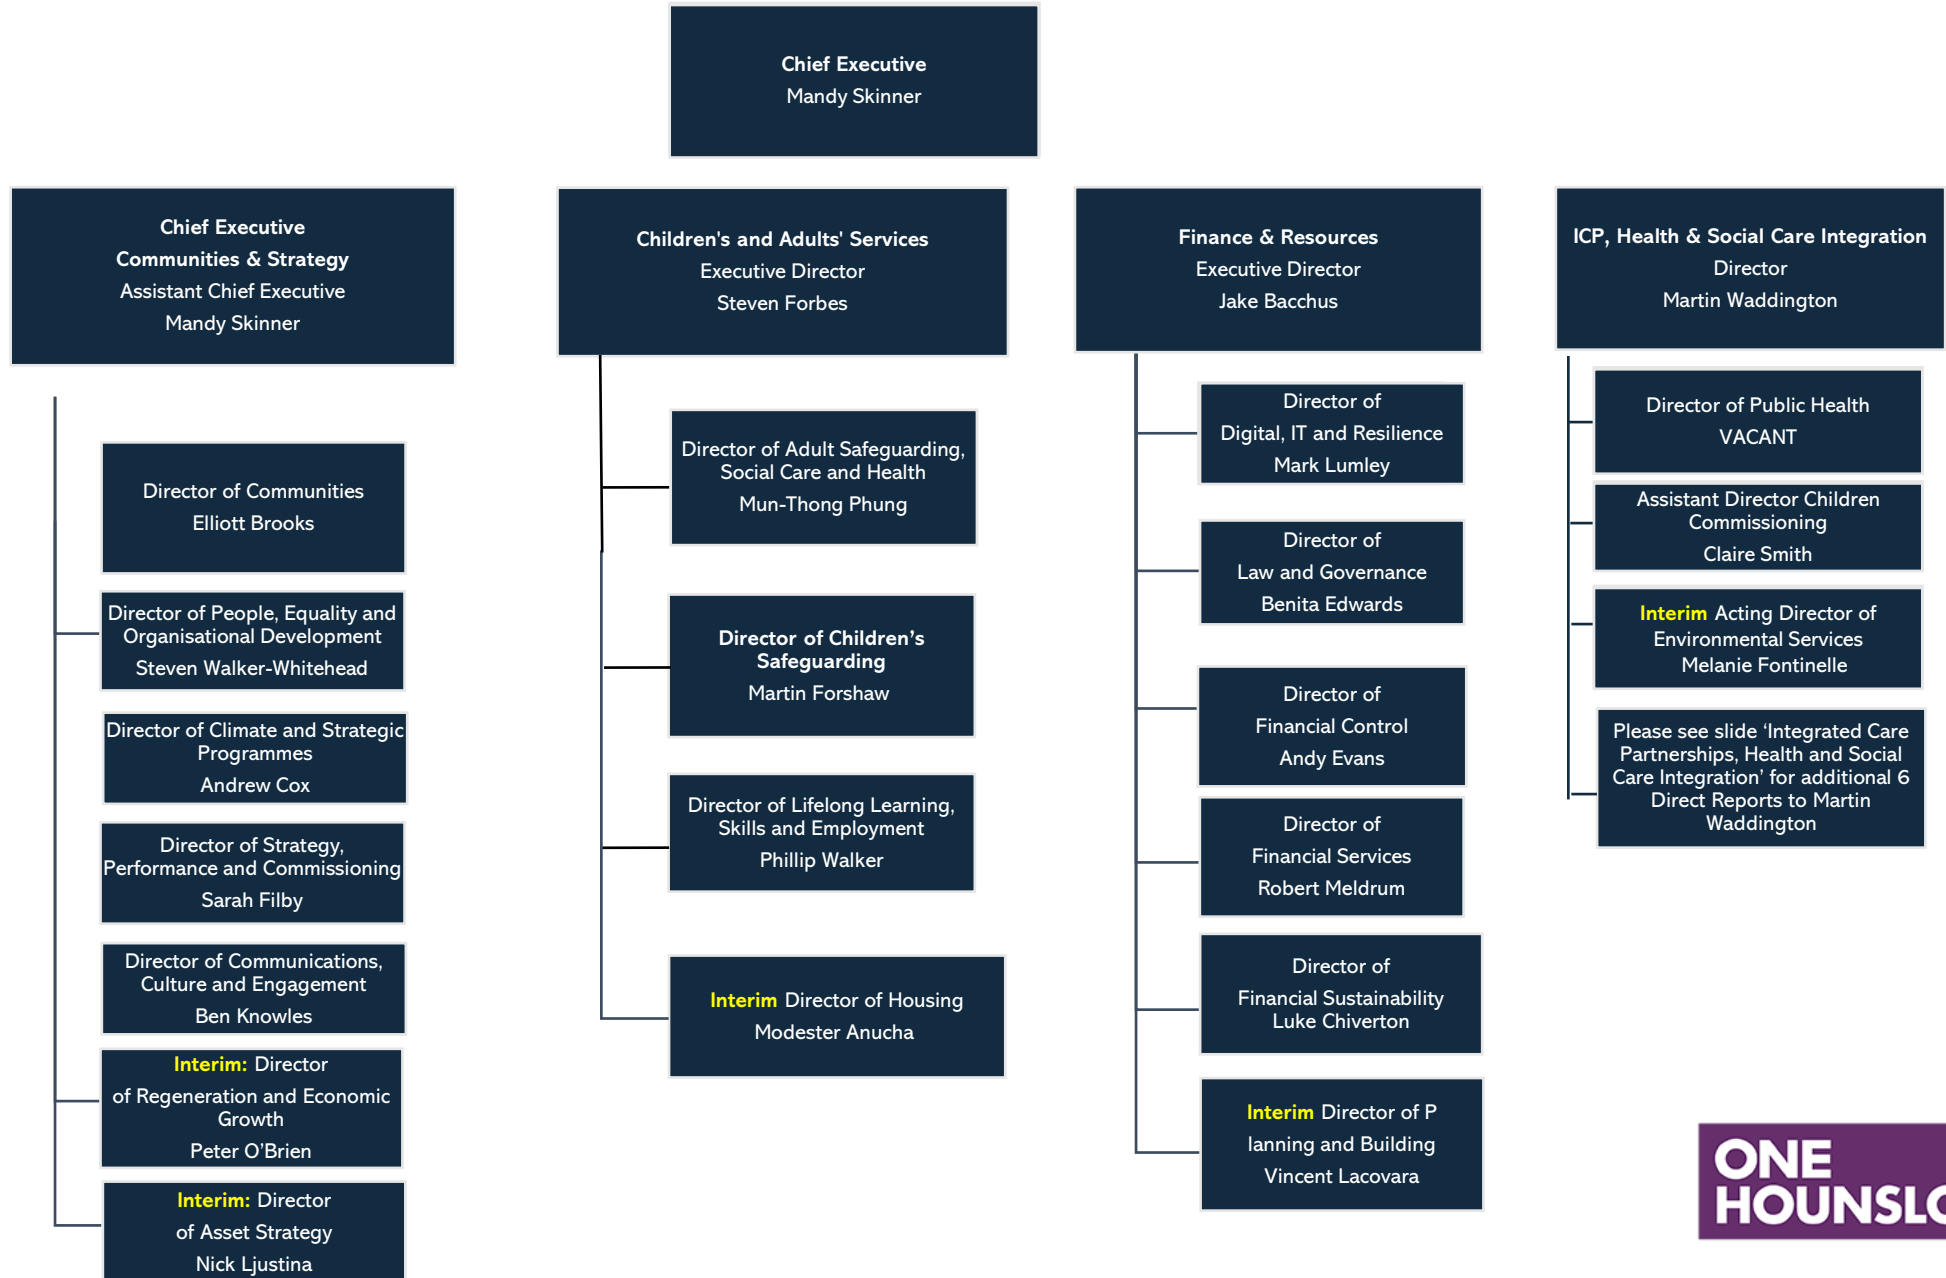 Chief Executive
Mandy Skinner
Chief Executive
Communities & Strategy
Assistant Chief Executive
Mandy Skinner
Director of Communities
Elliott Brooks
Director of People, Equality and
Organisational Development
Steven Walker-Whitehead
Director of Climate and Strategic
Programmes
Andrew Cox
Director of Strategy,
Performance and Commissioning
Sarah Filby
Director of Communications,
Culture and Engagement
Ben Knowles
Interim: Director
of Regeneration and Economic
Growth
Peter O’Brien
Interim: Director
of Asset Strategy
Nick Ljustina
Children's and Adults' Services
Executive Director
Steven Forbes
Director of Adult Safeguarding,
Social Care and Health
Mun-Thong Phung
Director of Children’s
Safeguarding
Martin Forshaw
Director of Lifelong Learning,
Skills and Employment
Phillip Walker
Interim Director of Housing
Modester Anucha
Finance & Resources
Executive Director
Jake Bacchus
Director of
Digital, IT and Resilience
Mark Lumley
Director of
Law and Governance
Benita Edwards
Director of
Financial Control
Andy Evans
Director of
Financial Services
Robert Meldrum
Director of
Financial Sustainability
Luke Chiverton
Interim Director of P
lanning and Building
Vincent Lacovara
ICP, Health & Social Care Integration
Director
Martin Waddington
Director of Public Health
VACANT
Assistant Director Children
Commissioning
Claire Smith
Interim Acting Director of
Environmental Services
Melanie Fontinelle
Please see slide ‘Integrated Care
Partnerships, Health and Social
Care Integration’ for additional 6
Direct Reports to Martin
Waddington
ONE
HOUNSLO